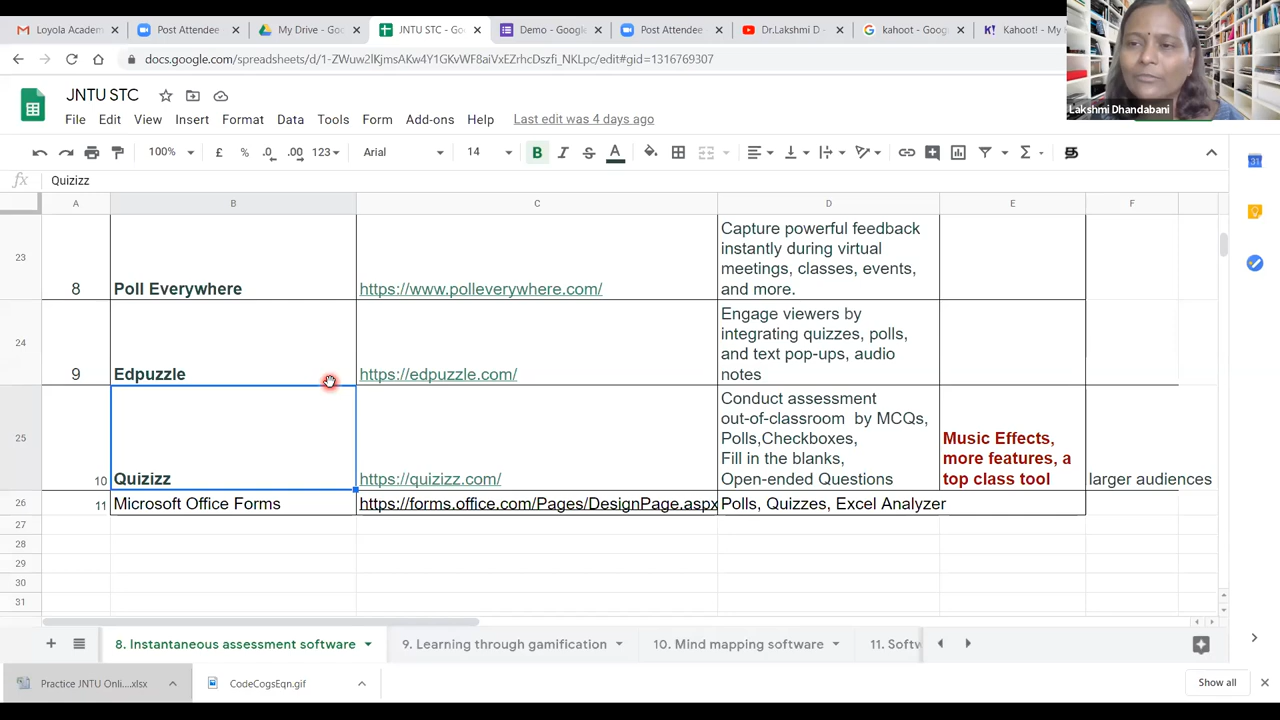 Loyola Acaden
Post Attendee
My Drive - Goo
JNTU STC - Go
Demo - Google
Post Attendee
Dr.Lakshmi D -
kahoot - Goog
Kahoot! - My
docs.google.com/spreadsheets/d/
/edit#gid=1316769307
Lakshmi Dhandabani
JNTU STC
File Edit View Insert Format Data Tools Form Add-ons Help Last edit was 4 days ago
100% £ % .0 .00 123 Arial 14 B I S A
fx Quizizz
A B C D E F
23 8 Poll Everywhere https://www.polleverywhere.com/
Capture powerful feedback
instantly during virtual
meetings, classes, events,
and more.
24 9 Edpuzzle https://edpuzzle.com/
Engage viewers by
integrating quizzes, polls,
and text pop-ups, audio
notes
25 10 Quizizz https://quizizz.com/
Conduct assessment
out-of-classroom by MCQs,
Polls,Checkboxes,
Fill in the blanks,
Open-ended Questions
Music Effects,
more features, a
top class tool
larger audiences
26 11 Microsoft Office Forms https://forms.office.com/Pages/DesignPage.aspx Polls, Quizzes, Excel Analyzer
27
28
29
30
31
8. Instantaneous assessment software 9. Learning through gamification 10. Mind mapping software 11. Softw
Practice JNTU Onli....xlsx CodeCogsEqn.gif Show all